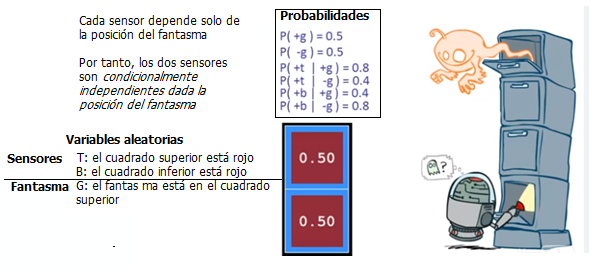 Cada sensor depende solo de
la posición del fantasma
Por tanto, los dos sensores
son condicionalmente
independientes dada la
posición del fantasma
Probabilidades
P( +g ) = 0.5
P( -g ) = 0.5
P( +t | +g ) = 0.8
P( +t | -g ) = 0.4
P( +b | +g ) = 0.4
P( +b | -g ) = 0.8
Variables aleatorias
Sensores T: el cuadrado superior está rojo
B: el cuadrado inferior está rojo
Fantasma G: el fantas ma está en el cuadrado
superior
0.50
0.50
?
.